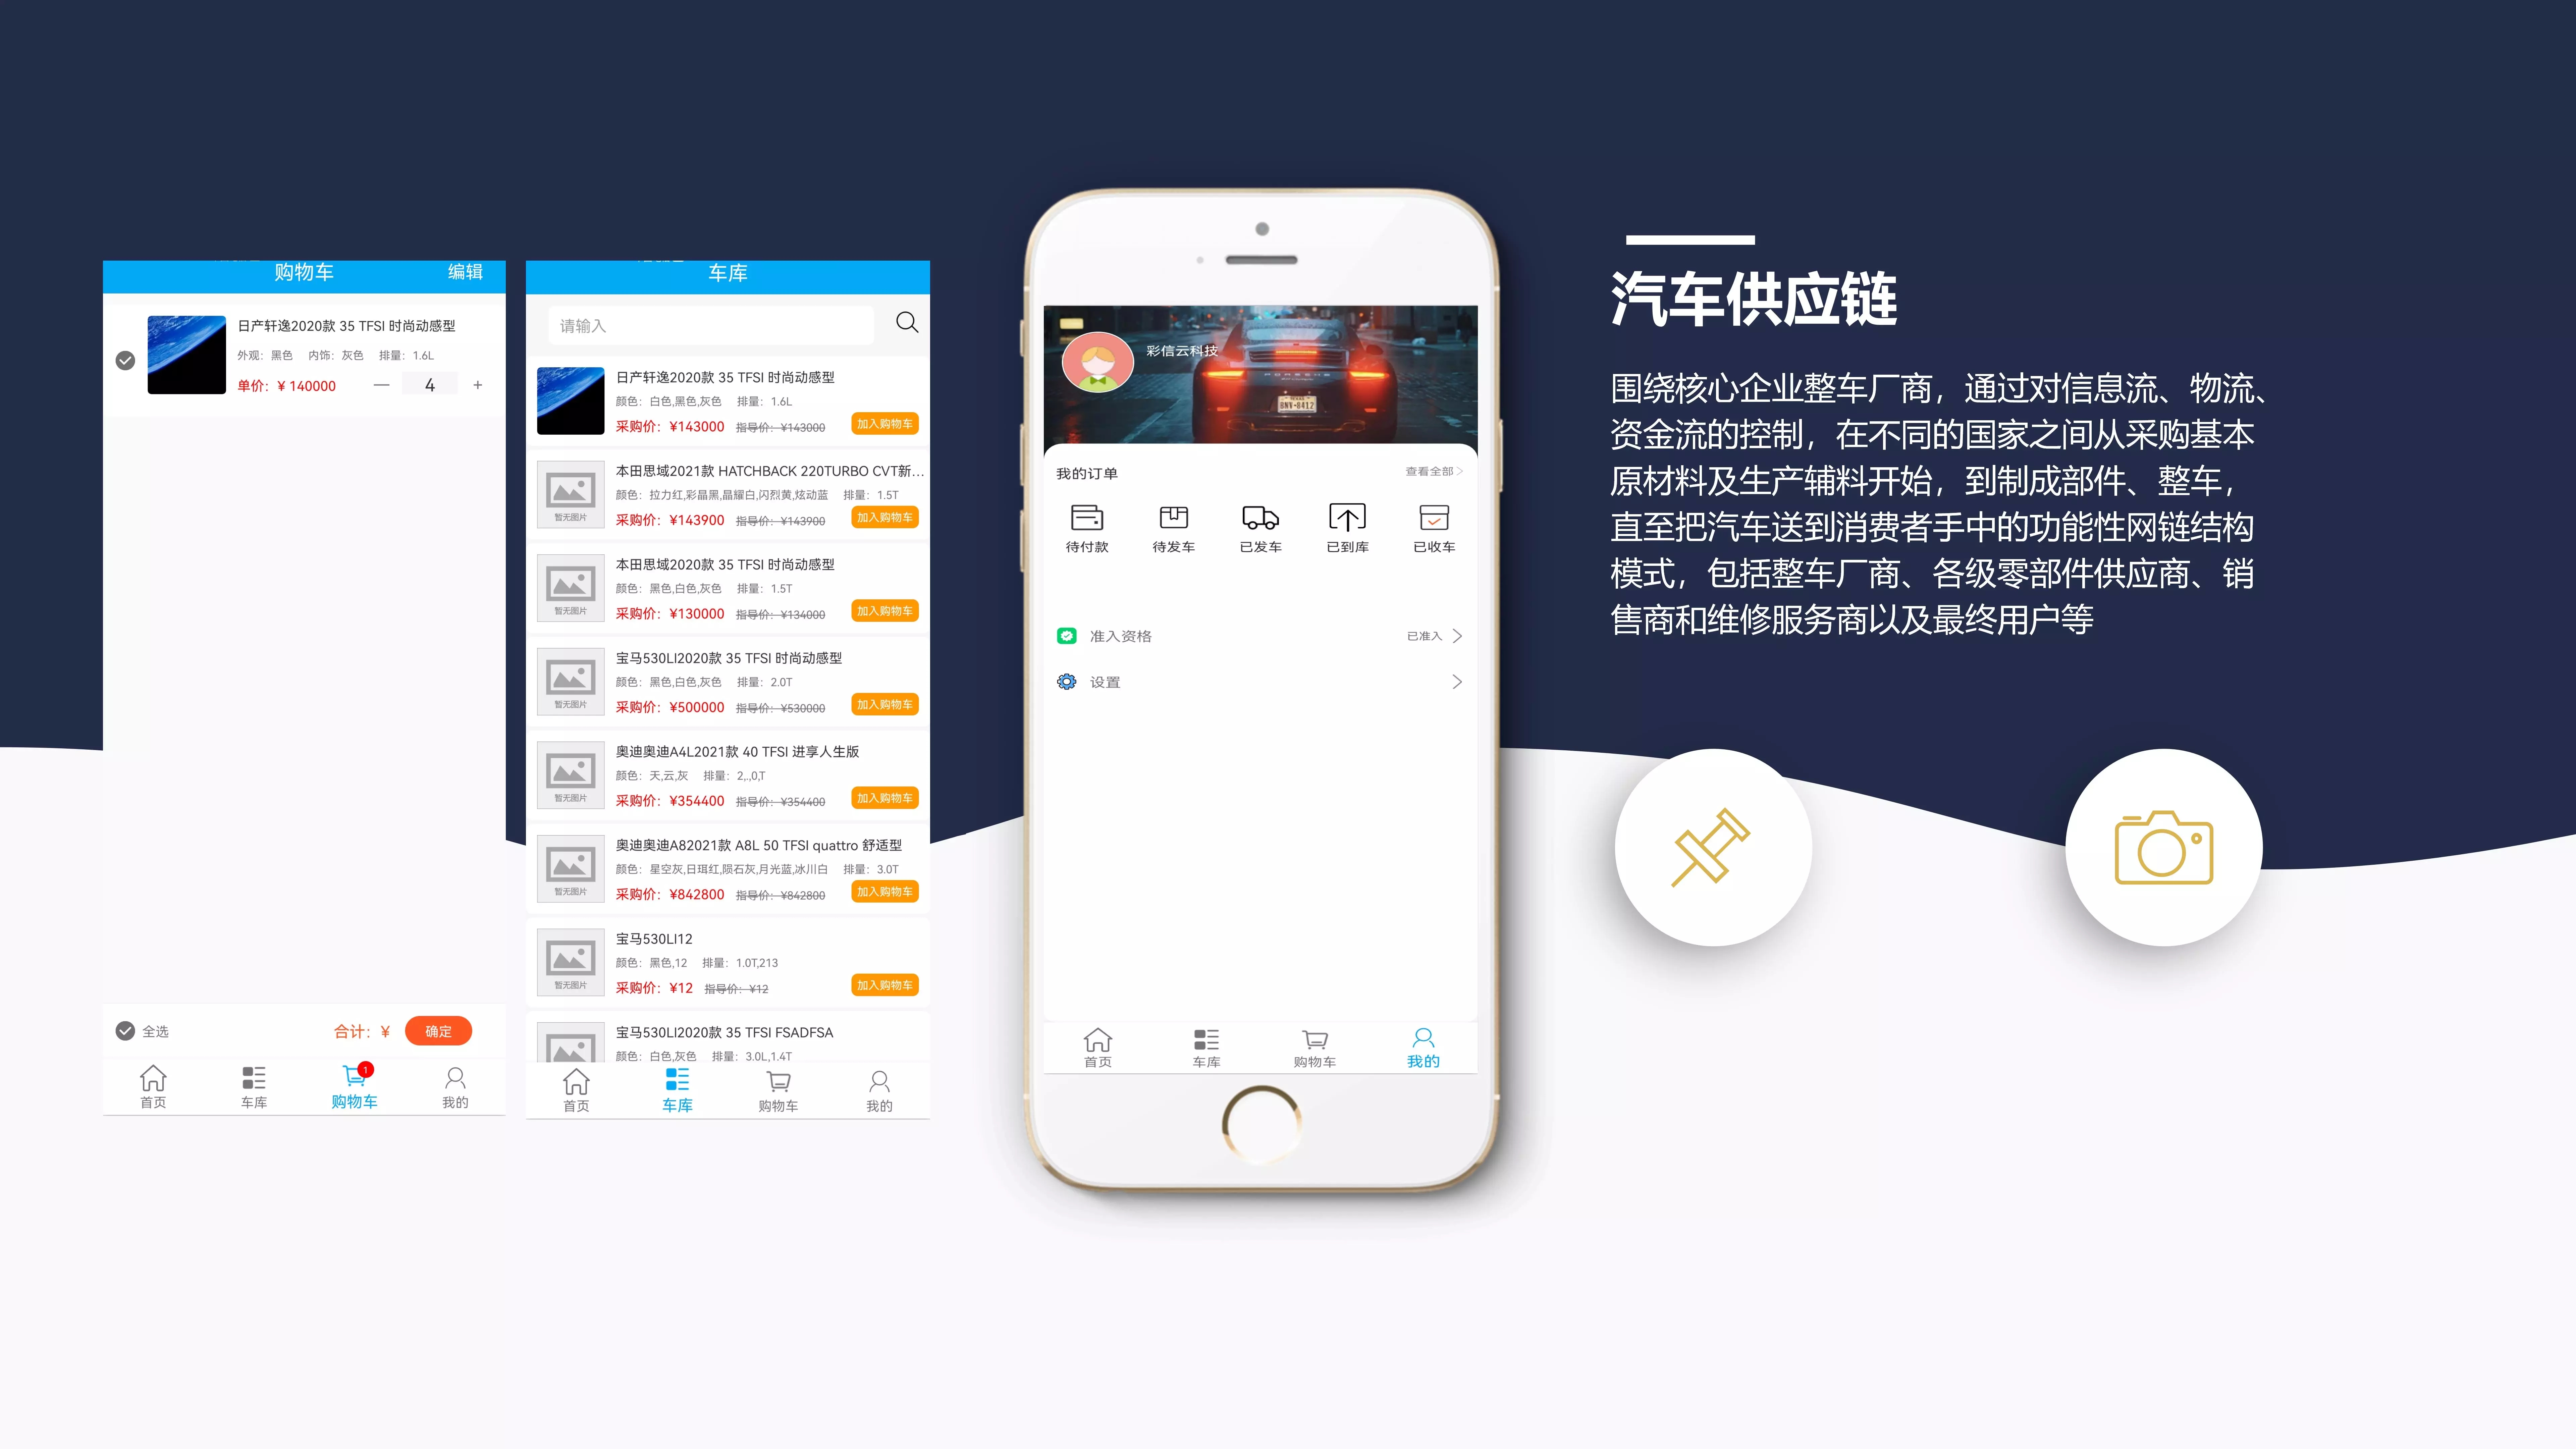 购物车
编辑
日产轩逸2020款 35 TFSI 时尚动感型
外观：黑色 内饰：灰色 排量：1.6L
单价：¥ 140000
4
全选
合计：¥
确定
1
首页
车库
购物车
我的
车库
请输入
日产轩逸2020款 35 TFSI 时尚动感型
颜色：白色,黑色,灰色 排量：1.6L
采购价：¥143000 指导价：¥143000 加入购物车
本田思域2021款 HATCHBACK 220TURBO CVT新...
颜色：拉力红,彩晶黑,晶耀白,闪烈黄,炫动蓝 排量：1.5T
采购价：¥143900 指导价：¥143900 加入购物车
暂无图片
本田思域2020款 35 TFSI 时尚动感型
颜色：黑色,白色,灰色 排量：1.5T
采购价：¥130000 指导价：¥134000 加入购物车
暂无图片
宝马530LI2020款 35 TFSI 时尚动感型
颜色：黑色,白色,灰色 排量：2.0T
采购价：¥500000 指导价：¥530000 加入购物车
暂无图片
奥迪奥迪A4L2021款 40 TFSI 进享人生版
颜色：天,云,灰 排量：2,.,0,T
采购价：¥354400 指导价：¥354400 加入购物车
暂无图片
奥迪奥迪A82021款 A8L 50 TFSI quattro 舒适型
颜色：星空灰,日珥红,陨石灰,月光蓝,冰川白 排量：3.0T
采购价：¥842800 指导价：¥842800 加入购物车
暂无图片
宝马530LI12
颜色：黑色,12 排量：1.0T,213
采购价：¥12 指导价：¥12 加入购物车
暂无图片
宝马530LI2020款 35 TFSI FSADFSA
颜色：白色,灰色 排量：3.0L,1.4T
首页
车库
购物车
我的
彩信云科技
PORSCHE
BNV-8412
我的订单
查看全部
待付款
待发车
已发车
已到库
已收车
准入资格
已准入
设置
首页
车库
购物车
我的
汽车供应链
围绕核心企业整车厂商，通过对信息流、物流、
资金流的控制，在不同的国家之间从采购基本
原材料及生产辅料开始，到制成部件、整车，
直至把汽车送到消费者手中的功能性网链结构
模式，包括整车厂商、各级零部件供应商、销
售商和维修服务商以及最终用户等